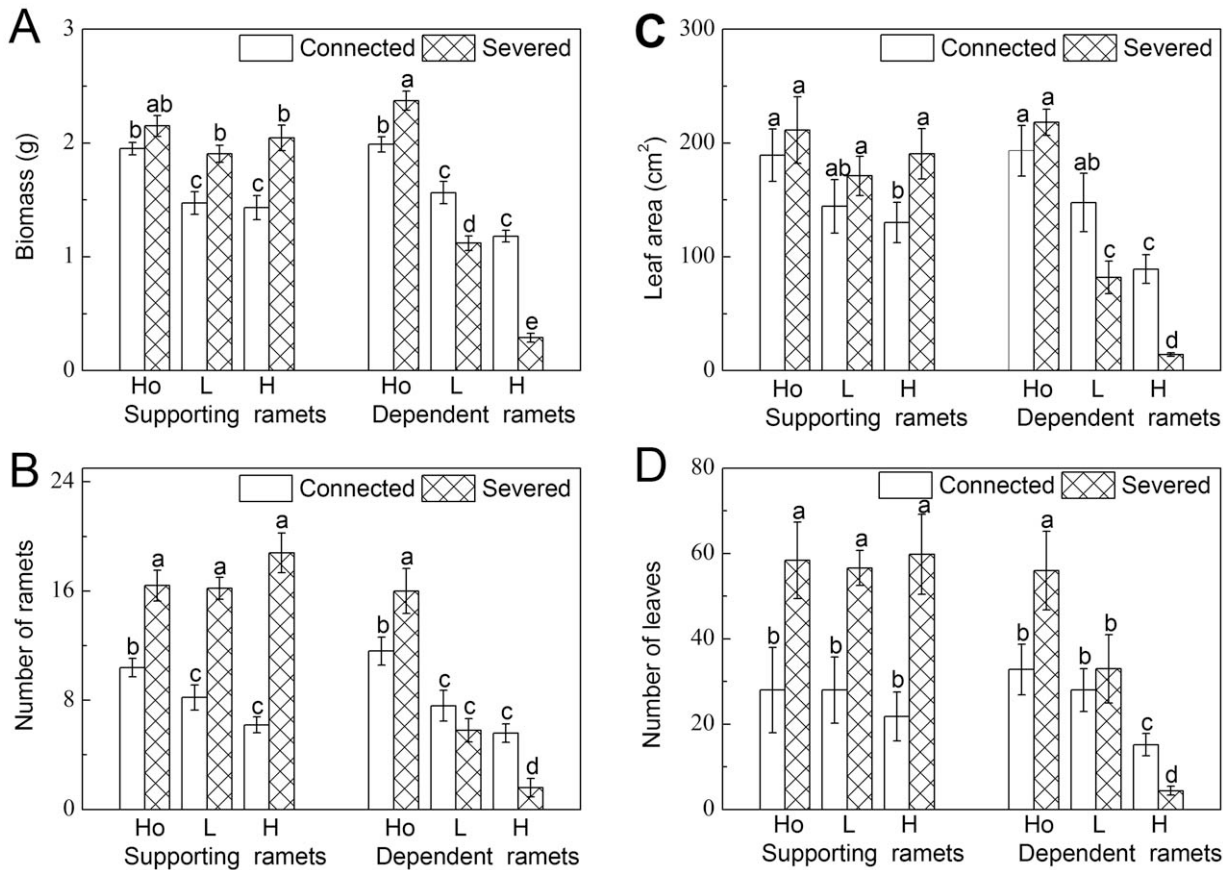 A
Connected Severed
Biomass (g)
3
2
1
0
b ab c b c b b a c d c e
Ho L H Ho L H
Supporting ramets Dependent ramets
C
Connected Severed
Leaf area (cm²)
300
200
100
0
a a ab a b a a a ab c c d
Ho L H Ho L H
Supporting ramets Dependent ramets
B
Connected Severed
Number of ramets
24
16
8
0
b a c a c a b a c c c d
Ho L H Ho L H
Supporting ramets Dependent ramets
D
Connected Severed
Number of leaves
80
60
40
20
0
b a b a b a b a b b c d
Ho L H Ho L H
Supporting ramets Dependent ramets